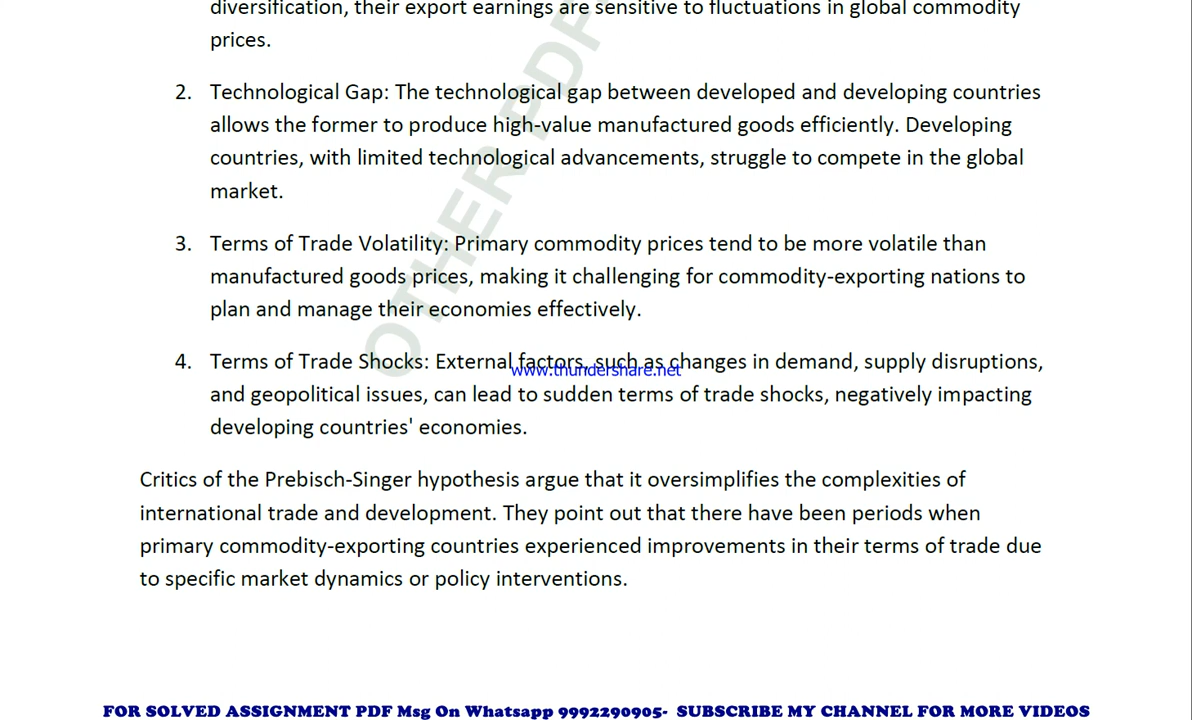 diversification, their export earnings are sensitive to fluctuations in global commodity
prices.
2. Technological Gap: The technological gap between developed and developing countries
allows the former to produce high-value manufactured goods efficiently. Developing
countries, with limited technological advancements, struggle to compete in the global
market.
3. Terms of Trade Volatility: Primary commodity prices tend to be more volatile than
manufactured goods prices, making it challenging for commodity-exporting nations to
plan and manage their economies effectively.
4. Terms of Trade Shocks: External factors, such as changes in demand, supply disruptions,
www.thundershare.net
and geopolitical issues, can lead to sudden terms of trade shocks, negatively impacting
developing countries' economies.
Critics of the Prebisch-Singer hypothesis argue that it oversimplifies the complexities of
international trade and development. They point out that there have been periods when
primary commodity-exporting countries experienced improvements in their terms of trade due
to specific market dynamics or policy interventions.
OTHER PDF
FOR SOLVED ASSIGNMENT PDF Msg On Whatsapp 9992290905- SUBSCRIBE MY CHANNEL FOR MORE VIDEOS